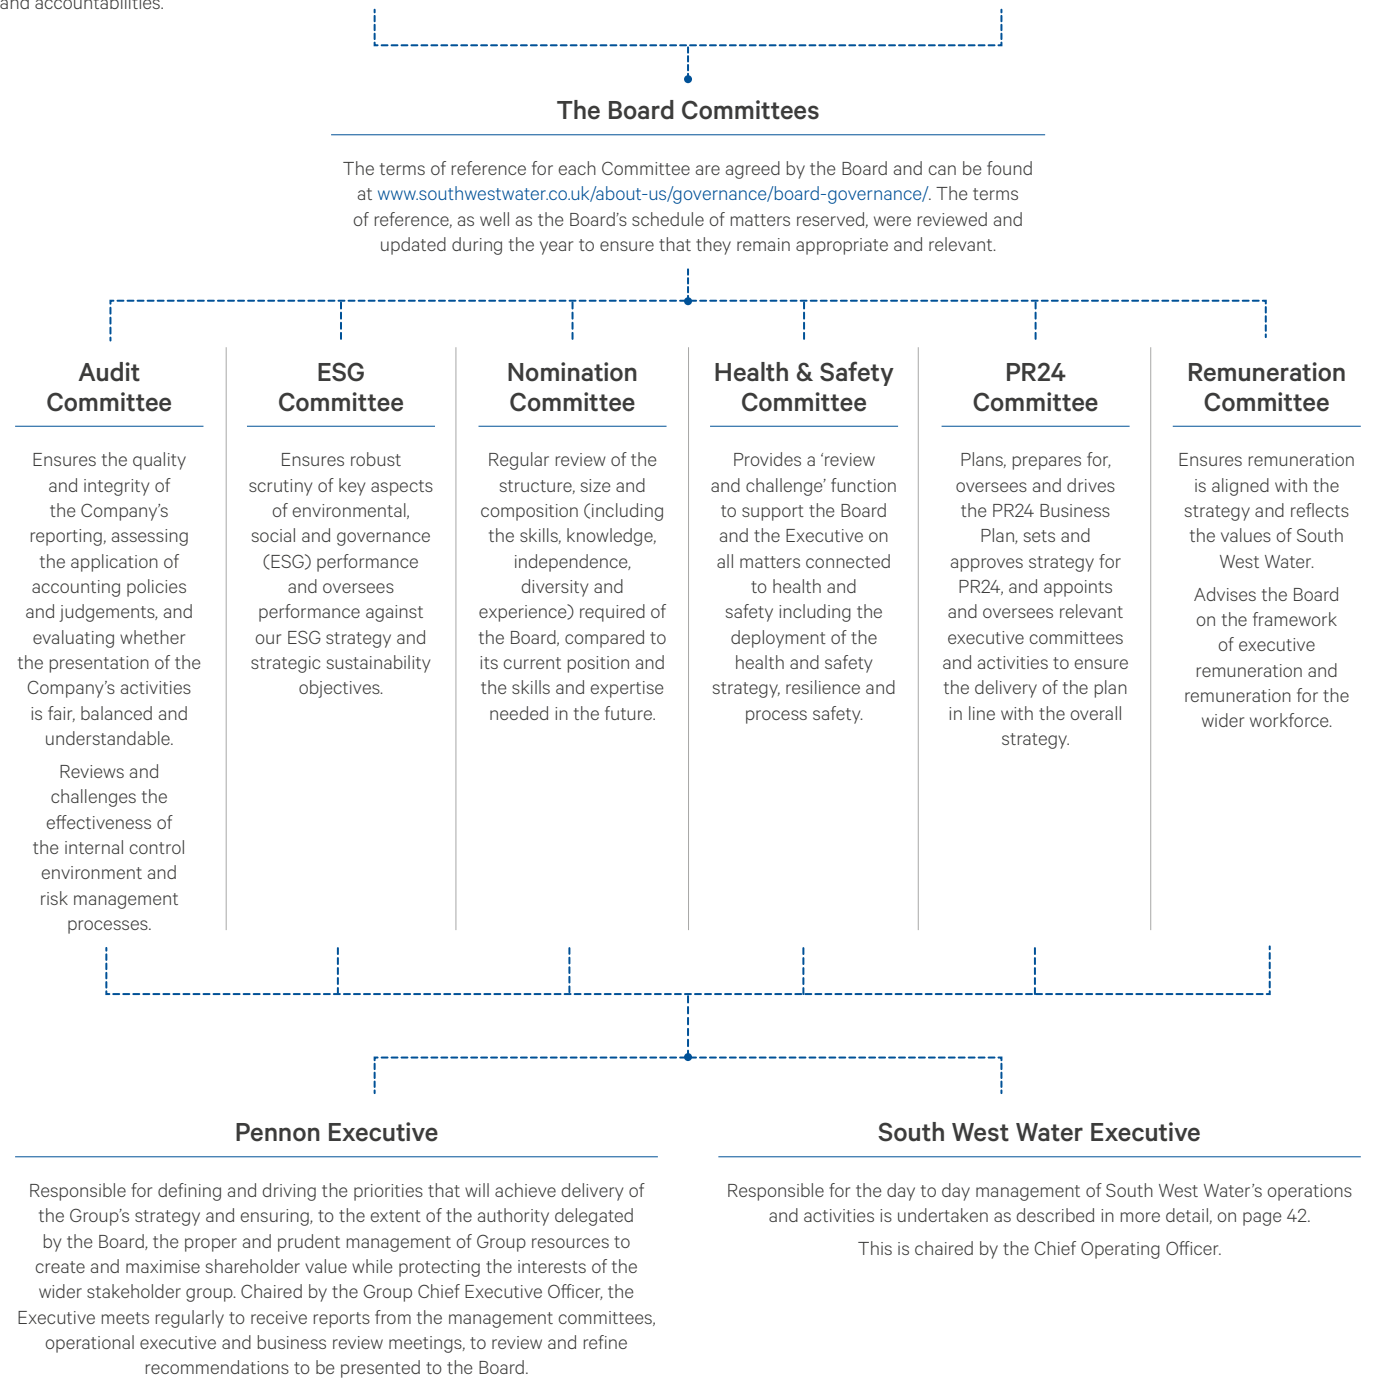 and accountabilities.
The Board Committees
The terms of reference for each Committee are agreed by the Board and can be found
at www.southwestwater.co.uk/about-us/governance/board-governance/. The terms
of reference, as well as the Board’s schedule of matters reserved, were reviewed and
updated during the year to ensure that they remain appropriate and relevant.
Audit
Committee
Ensures the quality
and integrity of
the Company’s
reporting, assessing
the application of
accounting policies
and judgements, and
evaluating whether
the presentation of the
Company’s activities
is fair, balanced and
understandable.
Reviews and
challenges the
effectiveness of
the internal control
environment and
risk management
processes.
ESG
Committee
Ensures robust
scrutiny of key aspects
of environmental,
social and governance
(ESG) performance
and oversees
performance against
our ESG strategy and
strategic sustainability
objectives.
Nomination
Committee
Regular review of the
structure, size and
composition (including
the skills, knowledge,
independence,
diversity and
experience) required of
the Board, compared to
its current position and
the skills and expertise
needed in the future.
Health & Safety
Committee
Provides a ‘review
and challenge’ function
to support the Board
and the Executive on
all matters connected
to health and
safety including the
deployment of the
health and safety
strategy, resilience and
process safety.
PR24
Committee
Plans, prepares for,
oversees and drives
the PR24 Business
Plan, sets and
approves strategy for
PR24, and appoints
and oversees relevant
executive committees
and activities to ensure
the delivery of the plan
in line with the overall
strategy.
Remuneration
Committee
Ensures remuneration
is aligned with the
strategy and reflects
the values of South
West Water.
Advises the Board
on the framework
of executive
remuneration and
remuneration for the
wider workforce.
Pennon Executive
Responsible for defining and driving the priorities that will achieve delivery of
the Group’s strategy and ensuring, to the extent of the authority delegated
by the Board, the proper and prudent management of Group resources to
create and maximise shareholder value while protecting the interests of the
wider stakeholder group. Chaired by the Group Chief Executive Officer, the
Executive meets regularly to receive reports from the management committees,
operational executive and business review meetings, to review and refine
recommendations to be presented to the Board.
South West Water Executive
Responsible for the day to day management of South West Water’s operations
and activities is undertaken as described in more detail, on page 42.
This is chaired by the Chief Operating Officer.